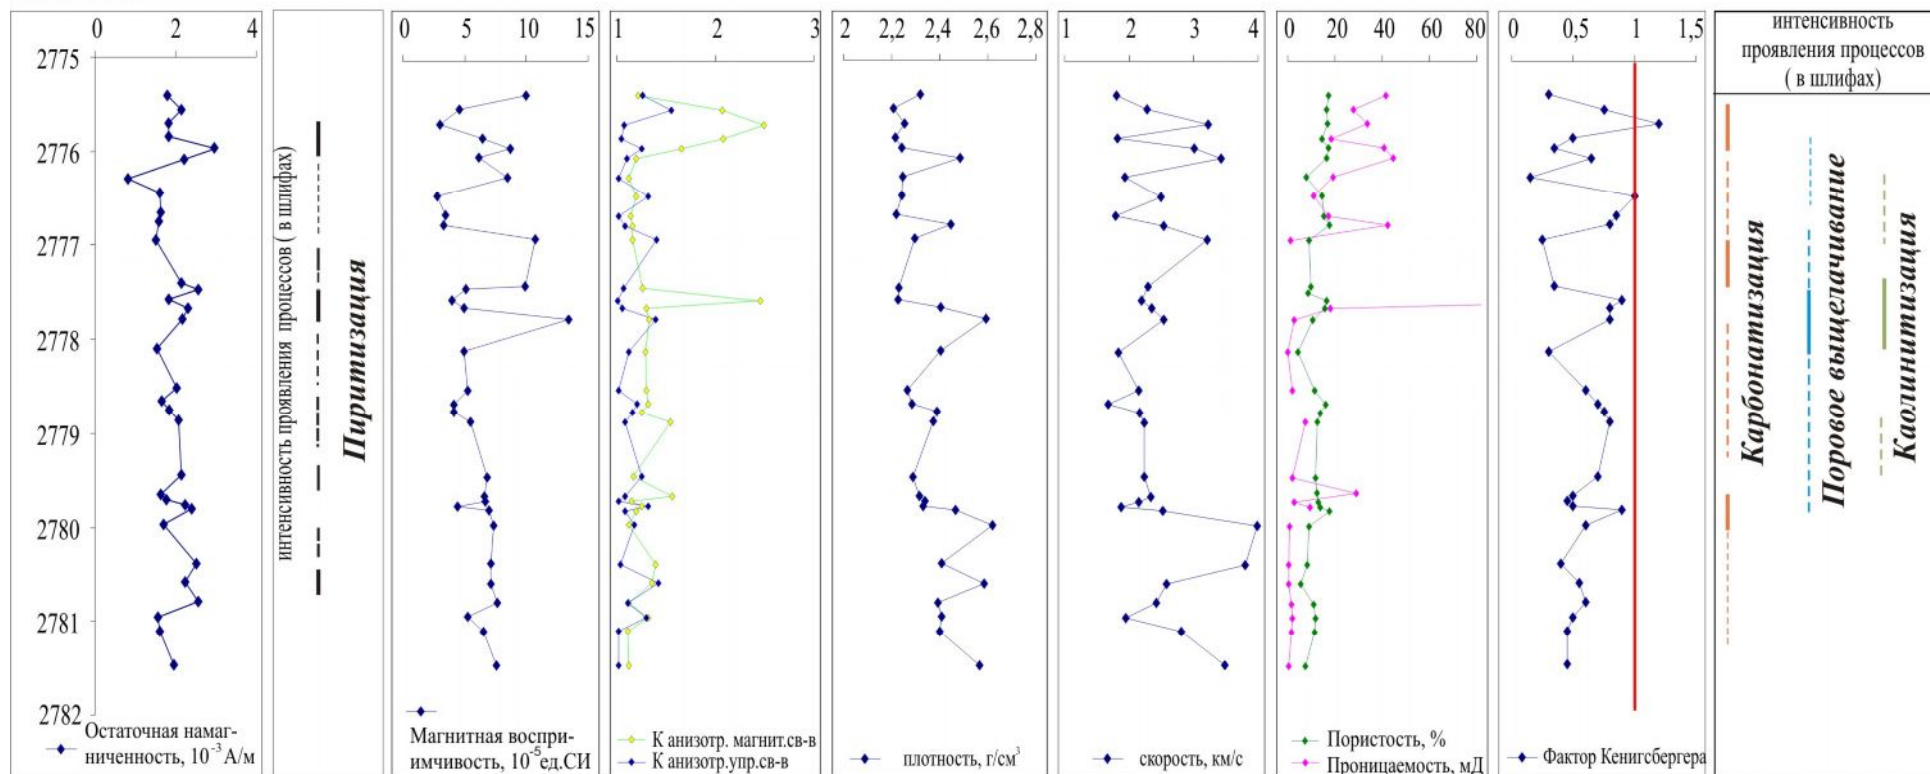 0 2 4
0 5 10 15
1 2 3
2 2,2 2,4 2,6 2,8
1 2 3 4
0 20 40 60 80
0 0,5 1 1,5
интенсивность
проявления процессов
( в шлифах)
2775
2776
2777
2778
2779
2780
2781
2782
интенсивность проявления процессов ( в шлифах)
Пиритизация
Карбонатизация
Поровое выщелачивание
Каолинитизация
Остаточная намаг-
ниченность, 10⁻³А/м
Магнитная воспри-
имчивость, 10⁻⁵ед.СИ
К анизотр. магнит.св-в
К анизотр.упр.св-в
плотность, г/см³
скорость, км/с
Пористость, %
Проницаемость, мД
Фактор Кенигсбергера